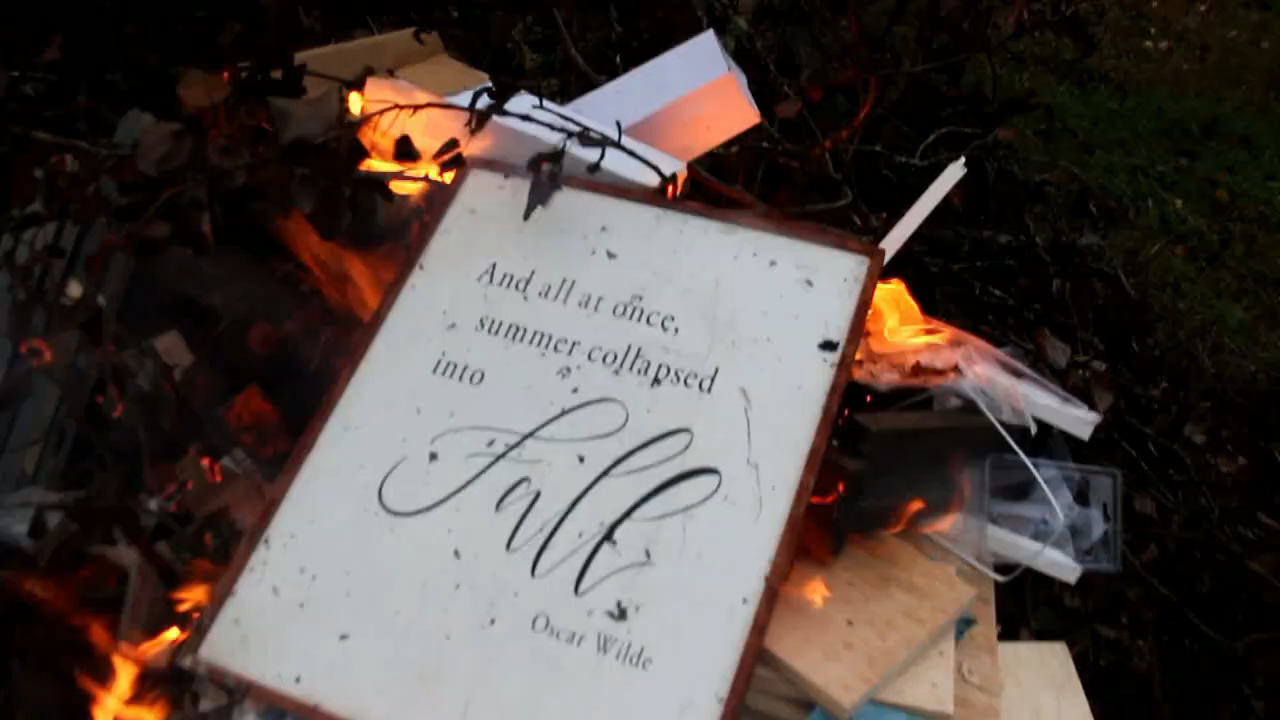 And all at once,
summer collapsed
into
Fall
Oscar Wilde